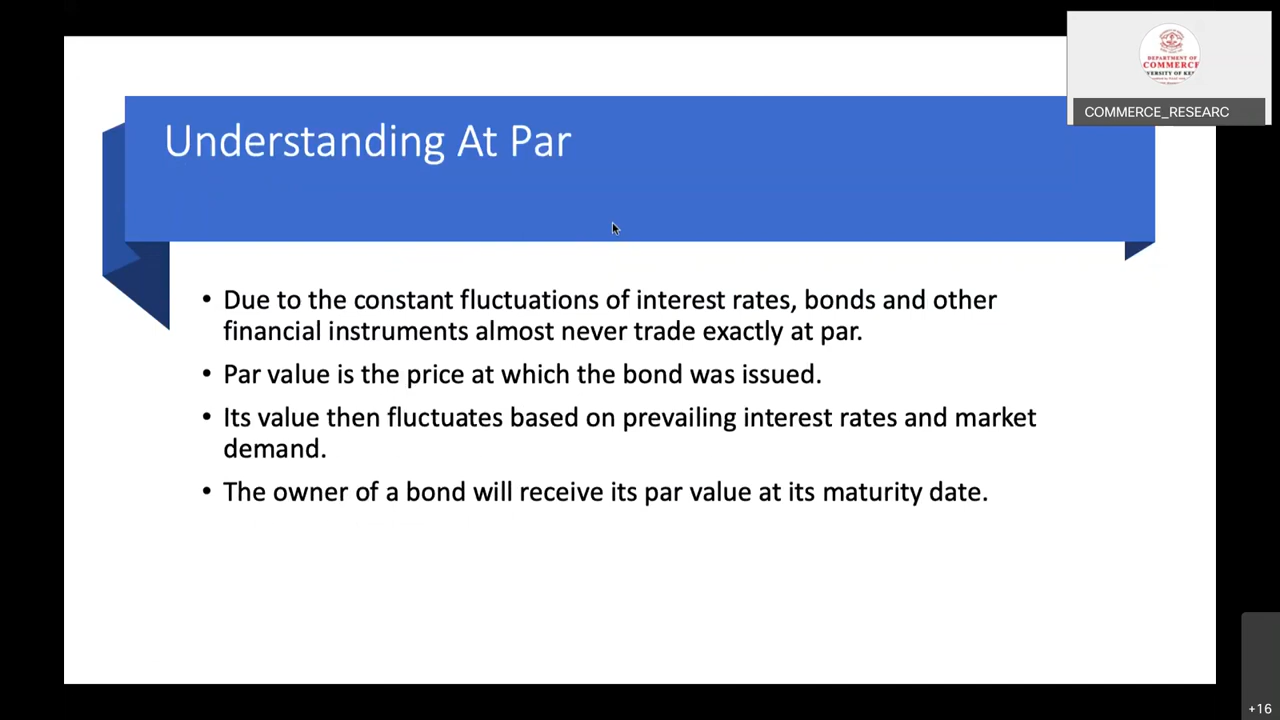 DEPARTMENT OF
COMMERCE
COMMERCE_RESEARC
Understanding At Par
• Due to the constant fluctuations of interest rates, bonds and other
financial instruments almost never trade exactly at par.
• Par value is the price at which the bond was issued.
• Its value then fluctuates based on prevailing interest rates and market
demand.
• The owner of a bond will receive its par value at its maturity date.
+16